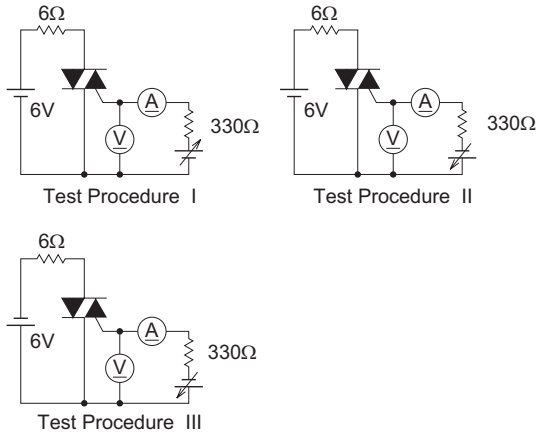 6Ω
6V
A
V
330Ω
Test Procedure I
6Ω
6V
A
V
330Ω
Test Procedure II
6Ω
6V
A
V
330Ω
Test Procedure III